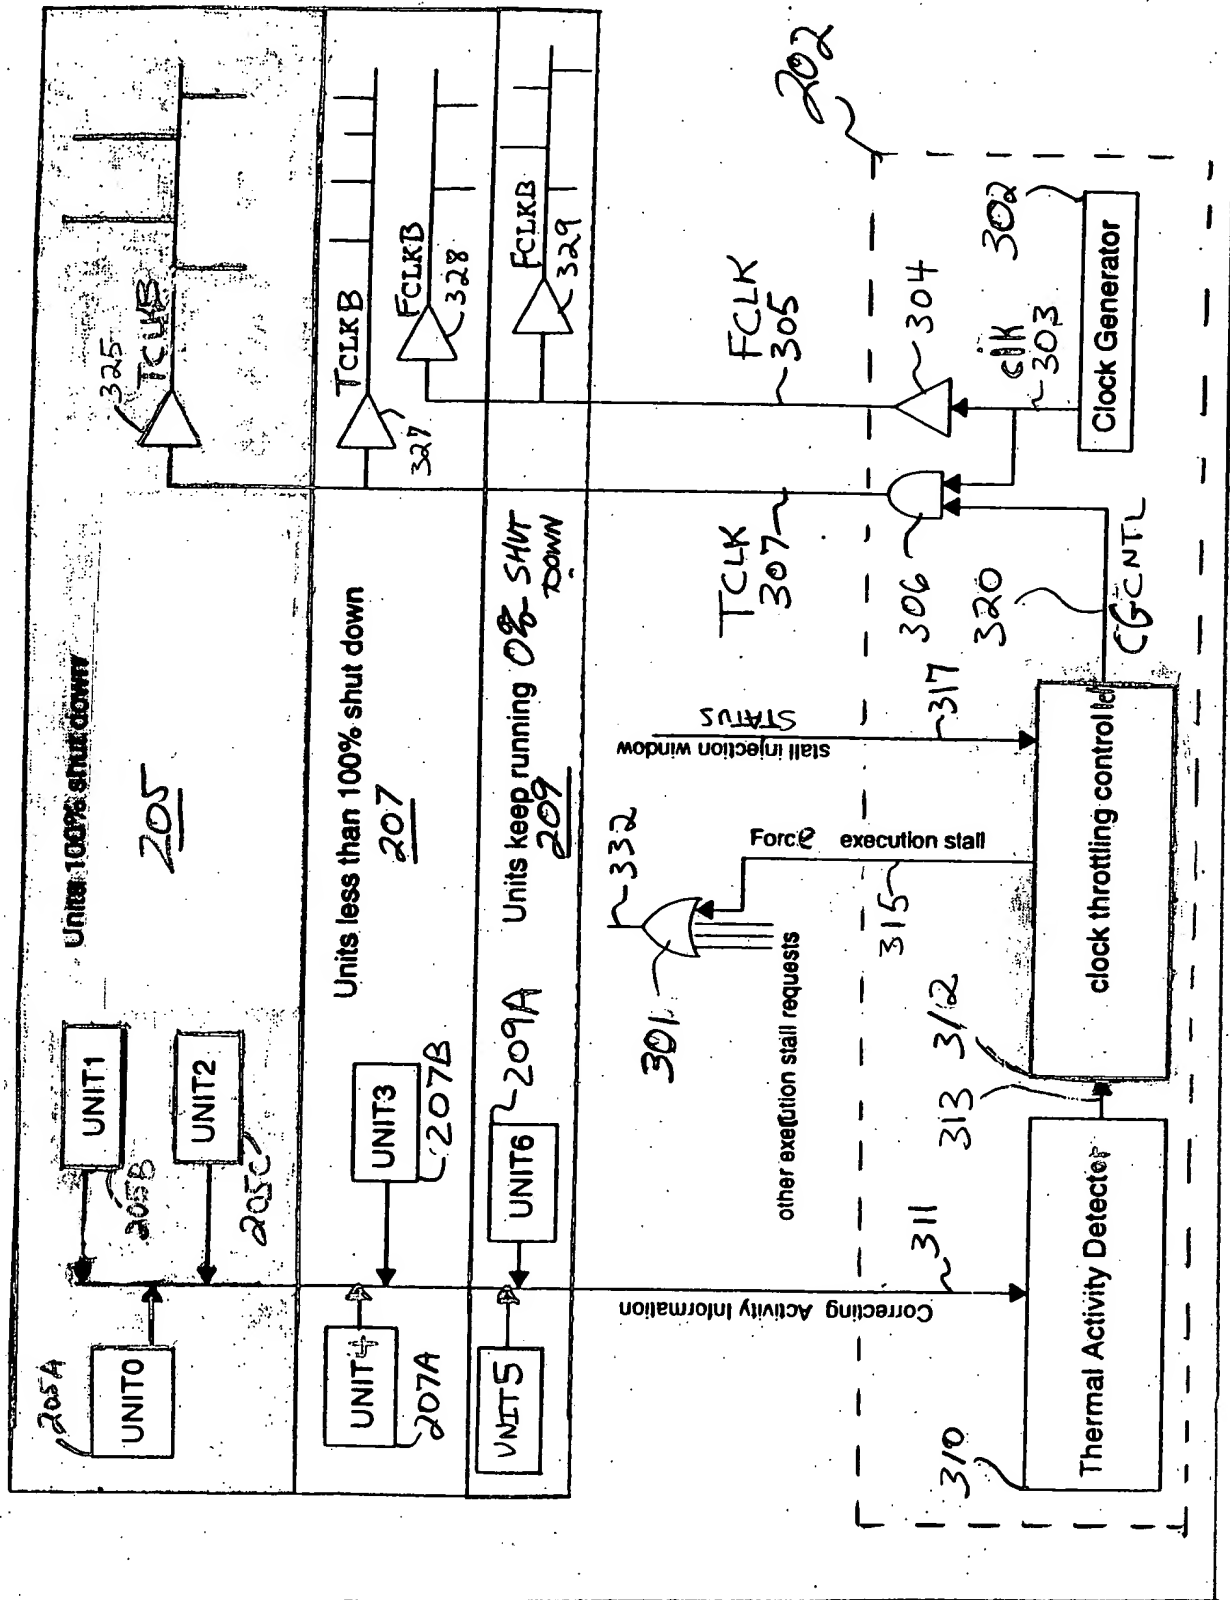 205A
UNIT0
UNIT1
205B
UNIT2
205C
Units 100% shut down
205
325
TCLKB
UNIT4
207A
UNIT3
207B
Units less than 100% shut down
207
TCLKB
327
FCLKB
328
UNIT5
UNIT6
209A
Units keep running 0% SHUT DOWN
209
FCLKB
329
Correcting Activity Information
311
other execution stall requests
301
332
Force execution stall
315
stall injection window
STATUS
317
TCLK
307
FCLK
305
202
310
Thermal Activity Detector
313
312
clock throttling control
306
320
CGCNTL
304
clk
303
302
Clock Generator